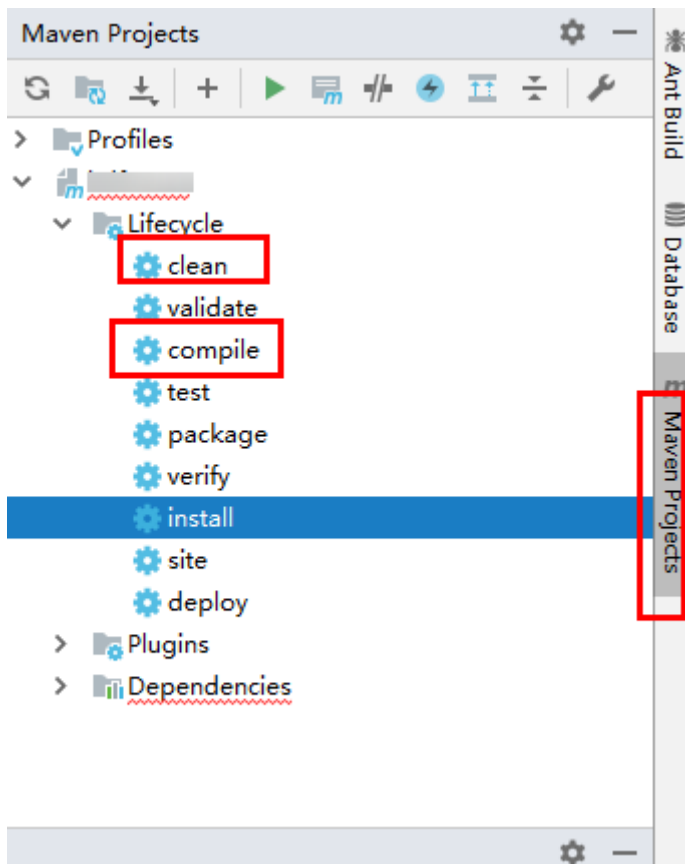 Maven Projects
Profiles
Lifecycle
clean
validate
compile
test
package
verify
install
site
deploy
Plugins
Dependencies
Ant Build
Database
Maven Projects